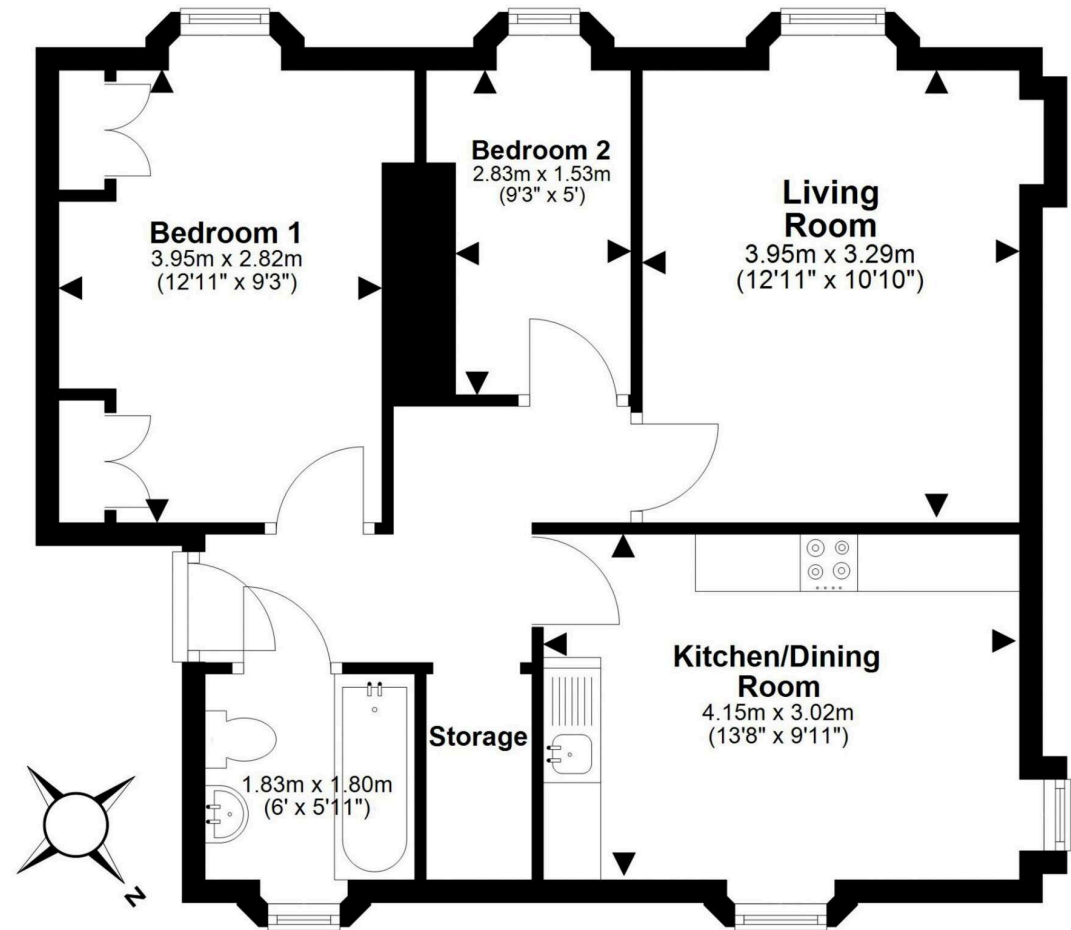 Bedroom 1
3.95m x 2.82m
(12'11" x 9'3")
Bedroom 2
2.83m x 1.53m
(9'3" x 5')
Living
Room
3.95m x 3.29m
(12'11" x 10'10")
Kitchen/Dining
Room
4.15m x 3.02m
(13'8" x 9'11")
Storage
1.83m x 1.80m
(6' x 5'11")
N